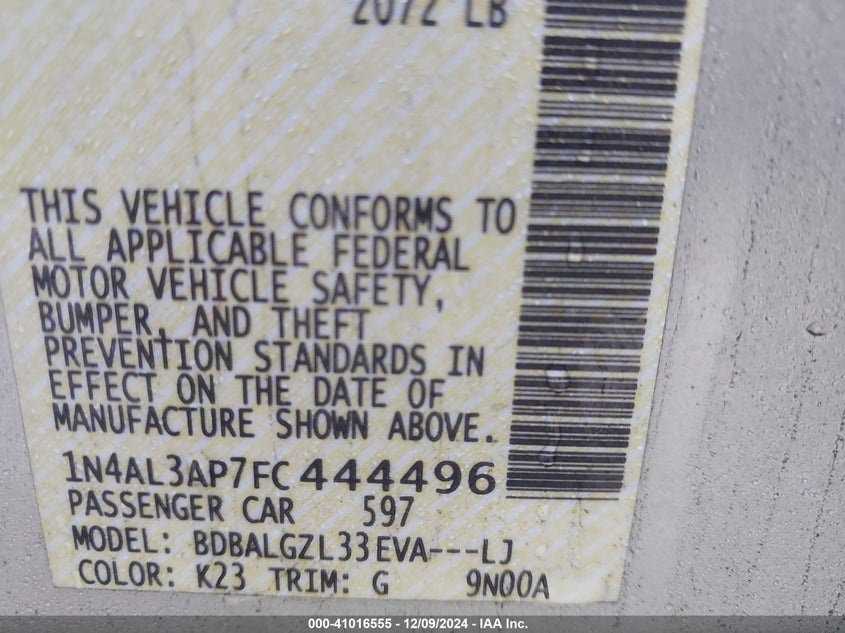 2072 LB
THIS VEHICLE CONFORMS TO
ALL APPLICABLE FEDERAL
MOTOR VEHICLE SAFETY,
BUMPER, AND THEFT
PREVENTION STANDARDS IN
EFFECT ON THE DATE OF
MANUFACTURE SHOWN ABOVE.
1N4AL3AP7FC444496
PASSENGER CAR 597
MODEL: BDBALGZL33EVA---LJ
COLOR: K23 TRIM: G 9N00A
000-41016555 - 12/09/2024 - IAA Inc.